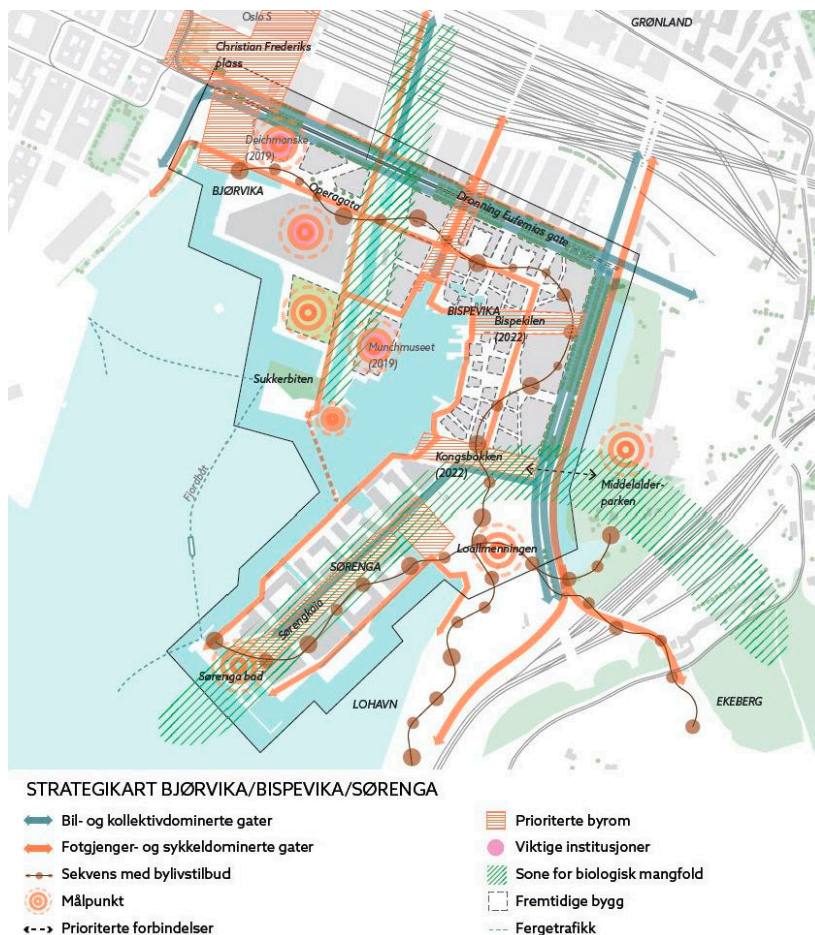 Oslo S
GRØNLAND
Christian Frederiks
plass
Deichmanske
(2019)
BJØRVIKA
Operagata
Dronning Eufemias gate
BISPEVIKA
Bispekilen
(2022)
Munchmuseet
(2019)
Sukkerbiten
Kongsbakken
(2022)
Middelalder-
parken
Fjordbåt
Loallmenningen
SØRENGA
Sørengkaia
Sørenga bad
LOHAVN
EKEBERG
STRATEGIKART BJØRVIKA/BISPEVIKA/SØRENGA
Bil- og kollektivdominerte gater
Fotgjenger- og sykkeldominerte gater
Sekvens med bylivstilbud
Målpunkt
Prioriterte forbindelser
Prioriterte byrom
Viktige institusjoner
Sone for biologisk mangfold
Fremtidige bygg
Fergetrafikk